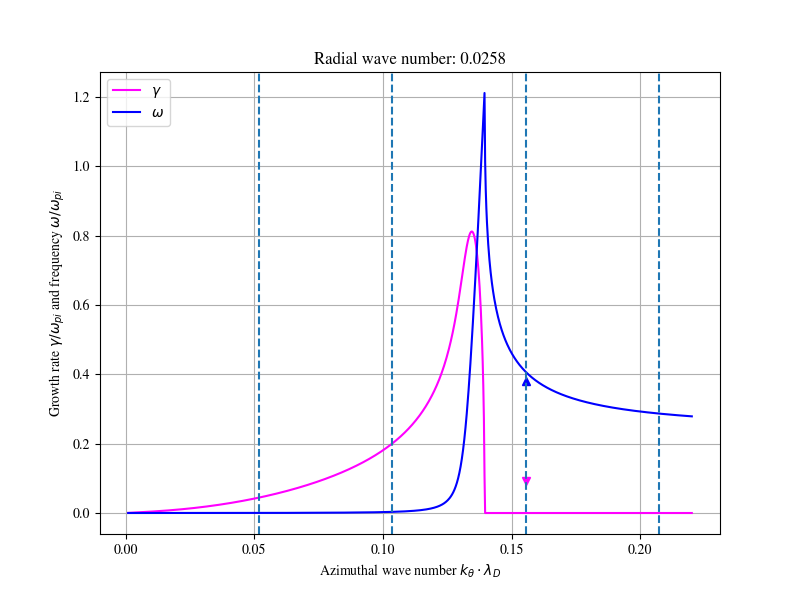 Radial wave number: 0.0258
γ
ω
Growth rate γ/ω_pi and frequency ω/ω_pi
1.2
1.0
0.8
0.6
0.4
0.2
0.0
0.00 0.05 0.10 0.15 0.20
Azimuthal wave number k_θ · λ_D